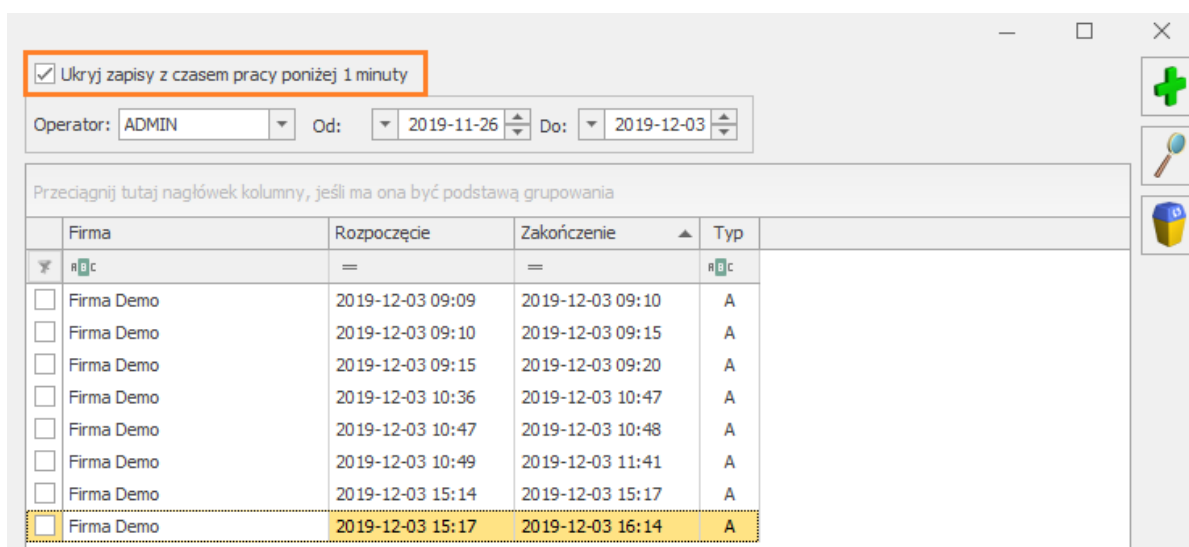 Ukryj zapisy z czasem pracy poniżej 1 minuty
Operator: ADMIN Od: 2019-11-26 Do: 2019-12-03
Przeciągnij tutaj nagłówek kolumny, jeśli ma ona być podstawą grupowania
Firma Rozpoczęcie Zakończenie Typ
ABC = = ABC
Firma Demo 2019-12-03 09:09 2019-12-03 09:10 A
Firma Demo 2019-12-03 09:10 2019-12-03 09:15 A
Firma Demo 2019-12-03 09:15 2019-12-03 09:20 A
Firma Demo 2019-12-03 10:36 2019-12-03 10:47 A
Firma Demo 2019-12-03 10:47 2019-12-03 10:48 A
Firma Demo 2019-12-03 10:49 2019-12-03 11:41 A
Firma Demo 2019-12-03 15:14 2019-12-03 15:17 A
Firma Demo 2019-12-03 15:17 2019-12-03 16:14 A